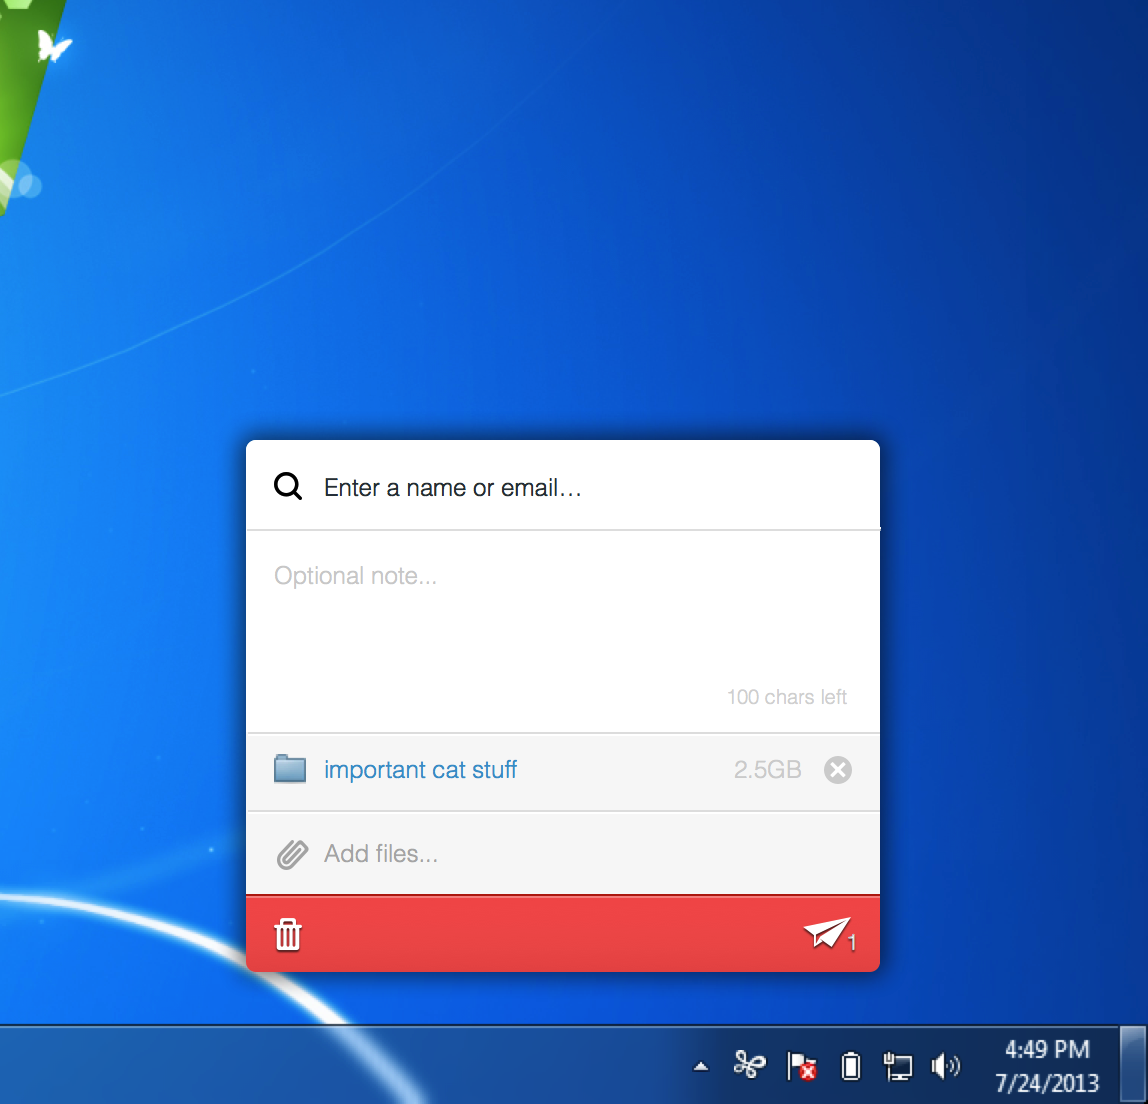 Enter a name or email…
Optional note...
100 chars left
important cat stuff 2.5GB
Add files...
1
4:49 PM
7/24/2013